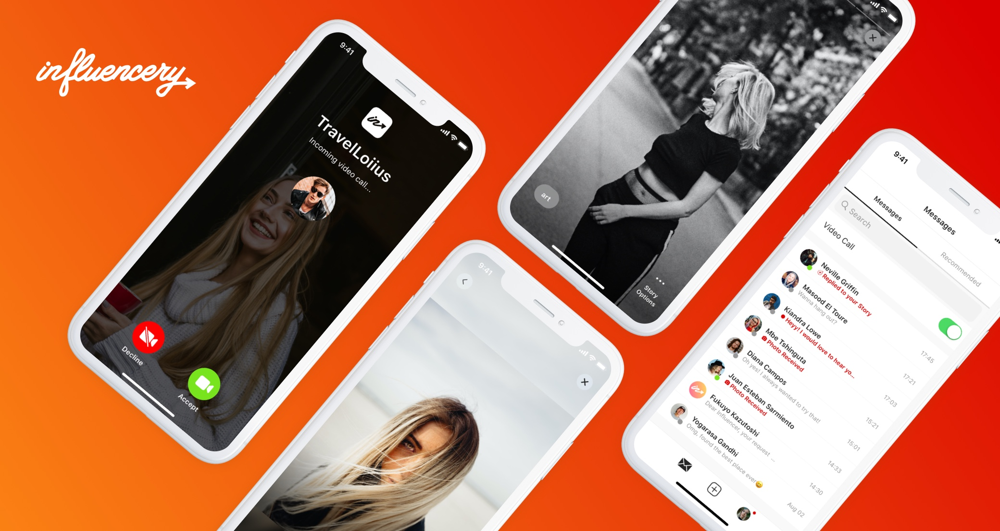 influencery
9:41
in
TravelLoiius
Incoming video call...
Decline
Accept
art
Story
Options
9:41
9:41
Messages
Messages
Recommended
Search
Video Call
Neville Griffin
Replied to your Story
17:45
Masood El Toure
Wanna hang out?
17:21
Kiandra Lowe
Heyy! I would love to hear yo...
17:03
Mbe Tshinguta
Photo Received
15:21
Diana Campos
Oh yes! I always wanted to try that!
15:01
Juan Esteban Sarmiento
Photo Received
14:33
in
Fukuyo Kazutoshi
Dear Influencer, your request ...
14:30
Yogarasa Gandhi
Omg, found the best place ever😀
Aug 02